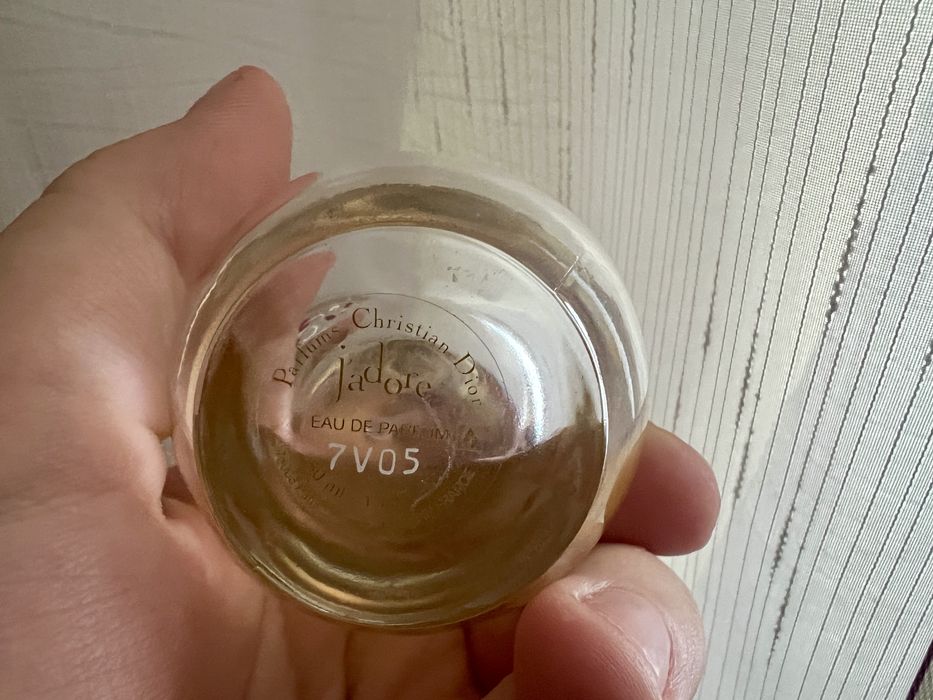 Parfums Christian Dior
j'adore
EAU DE PARFUM
7V05